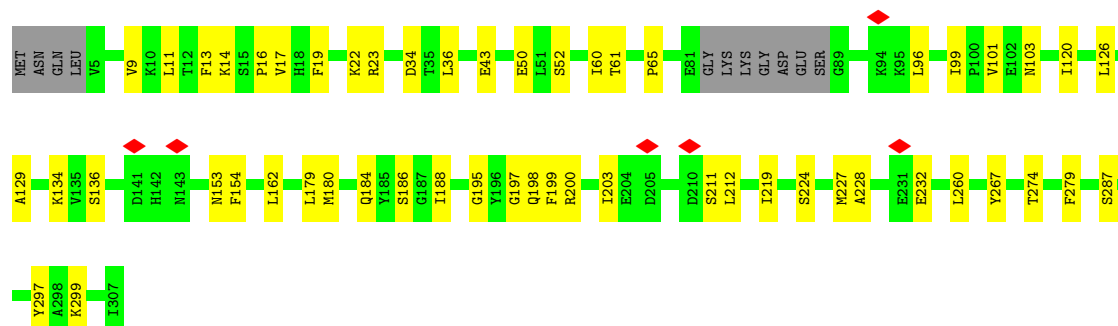 MET ASN GLN LEU V5 V9 K10 L11 T12 F13 K14 S15 P16 V17 H18 F19 K22 R23 D34 T35 L36 E43 E50 L51 S52 I60 T61 P65 E81 GLY LYS LYS GLY ASP GLU SER G89 K94 K95 L96 I99 P100 V101 E102 N103 I120 L126
A129 K134 V135 S136 D141 H142 N143 N153 F154 L162 L179 M180 Q184 Y185 S186 G187 I188 G195 Y196 G197 Q198 F199 R200 I203 E204 D205 D210 S211 L212 I219 S224 M227 A228 E231 E232 L260 Y267 T274 F279 S287
Y297 A298 K299 I307